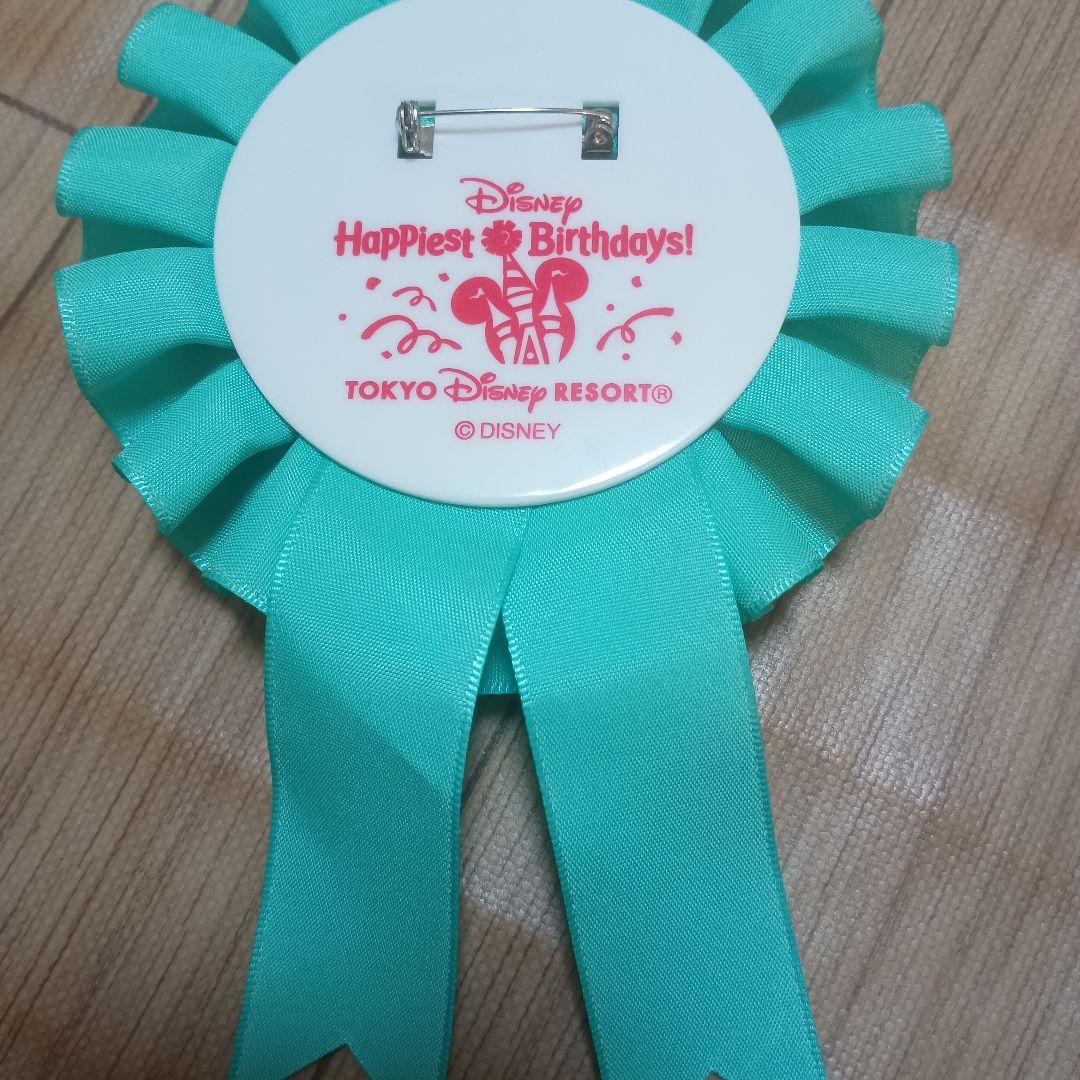 Disney
Happiest Birthdays!
TOKYO Disney RESORT®
© DISNEY